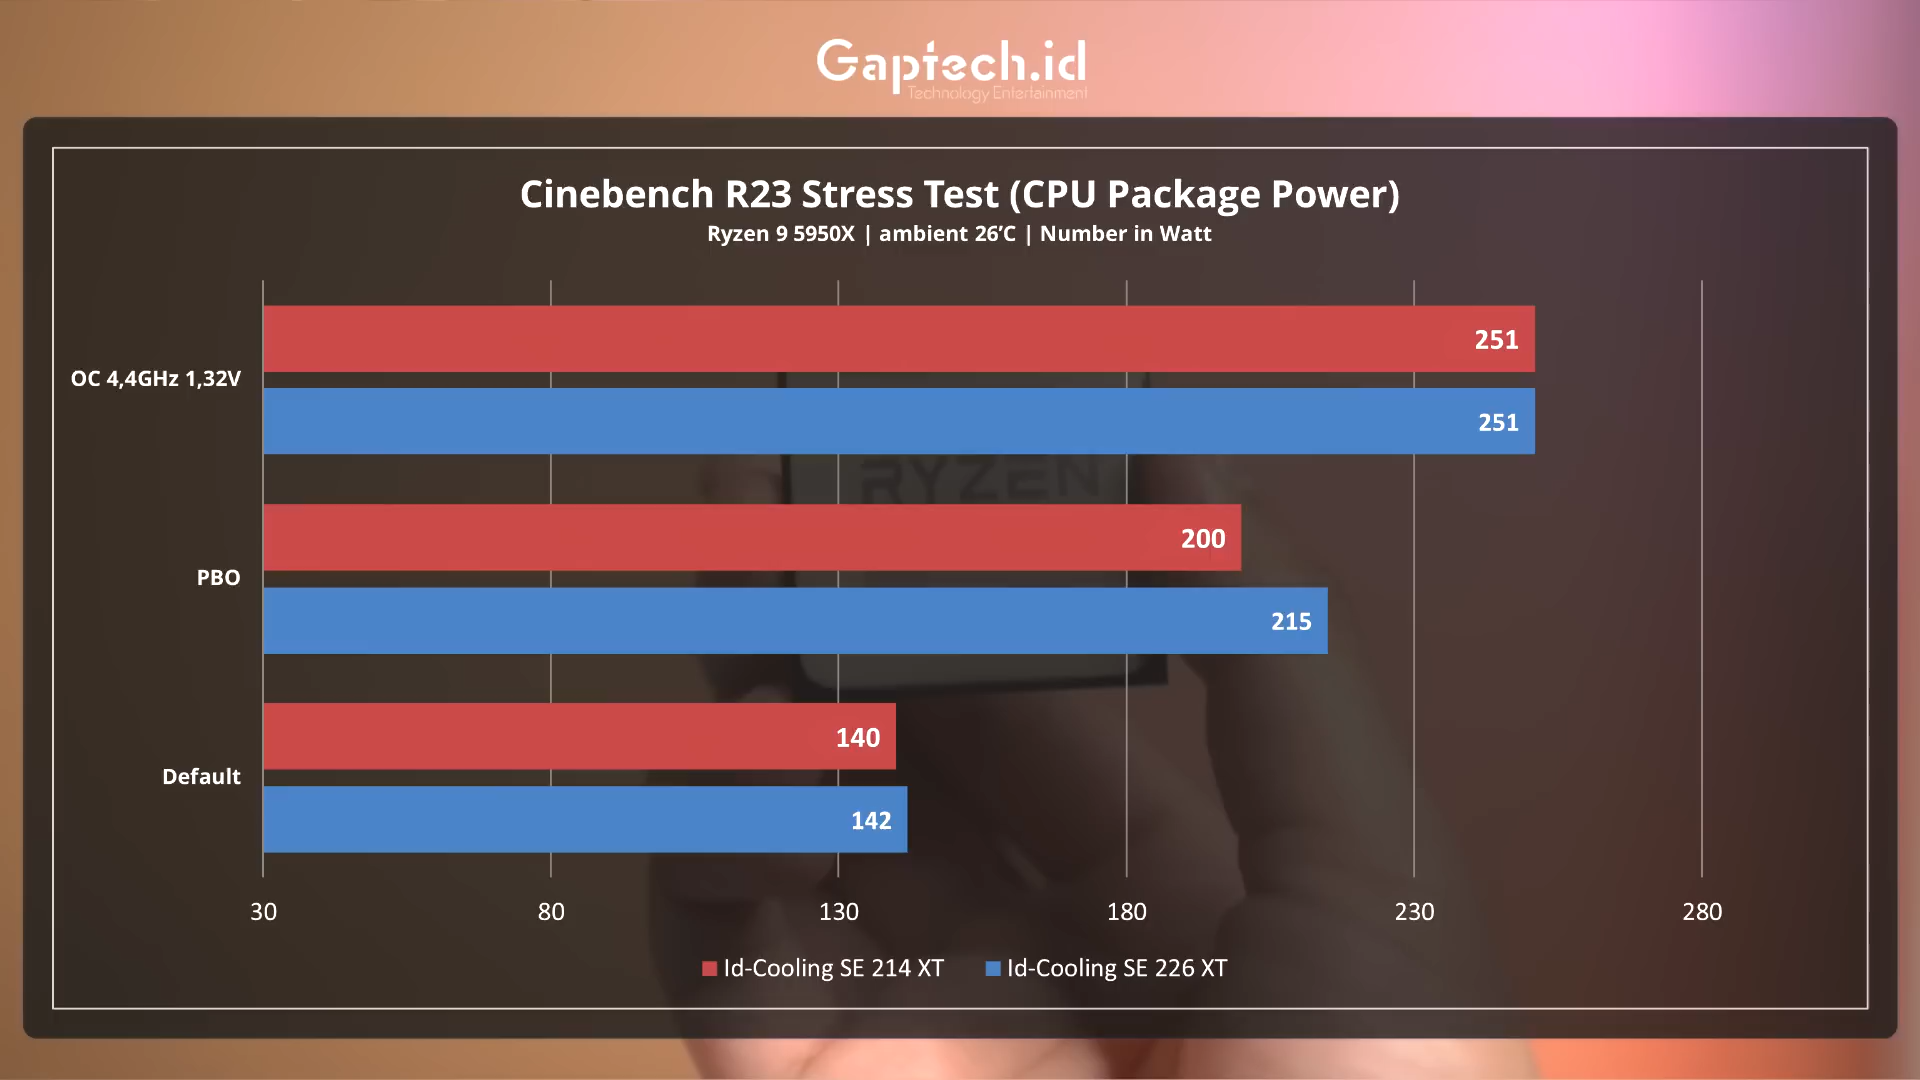 Gaptech.id
Technology Entertainment
Cinebench R23 Stress Test (CPU Package Power)
Ryzen 9 5950X | ambient 26’C | Number in Watt
OC 4,4GHz 1,32V
251
251
RYZEN
PBO
200
215
Default
140
142
30 80 130 180 230 280
Id-Cooling SE 214 XT Id-Cooling SE 226 XT